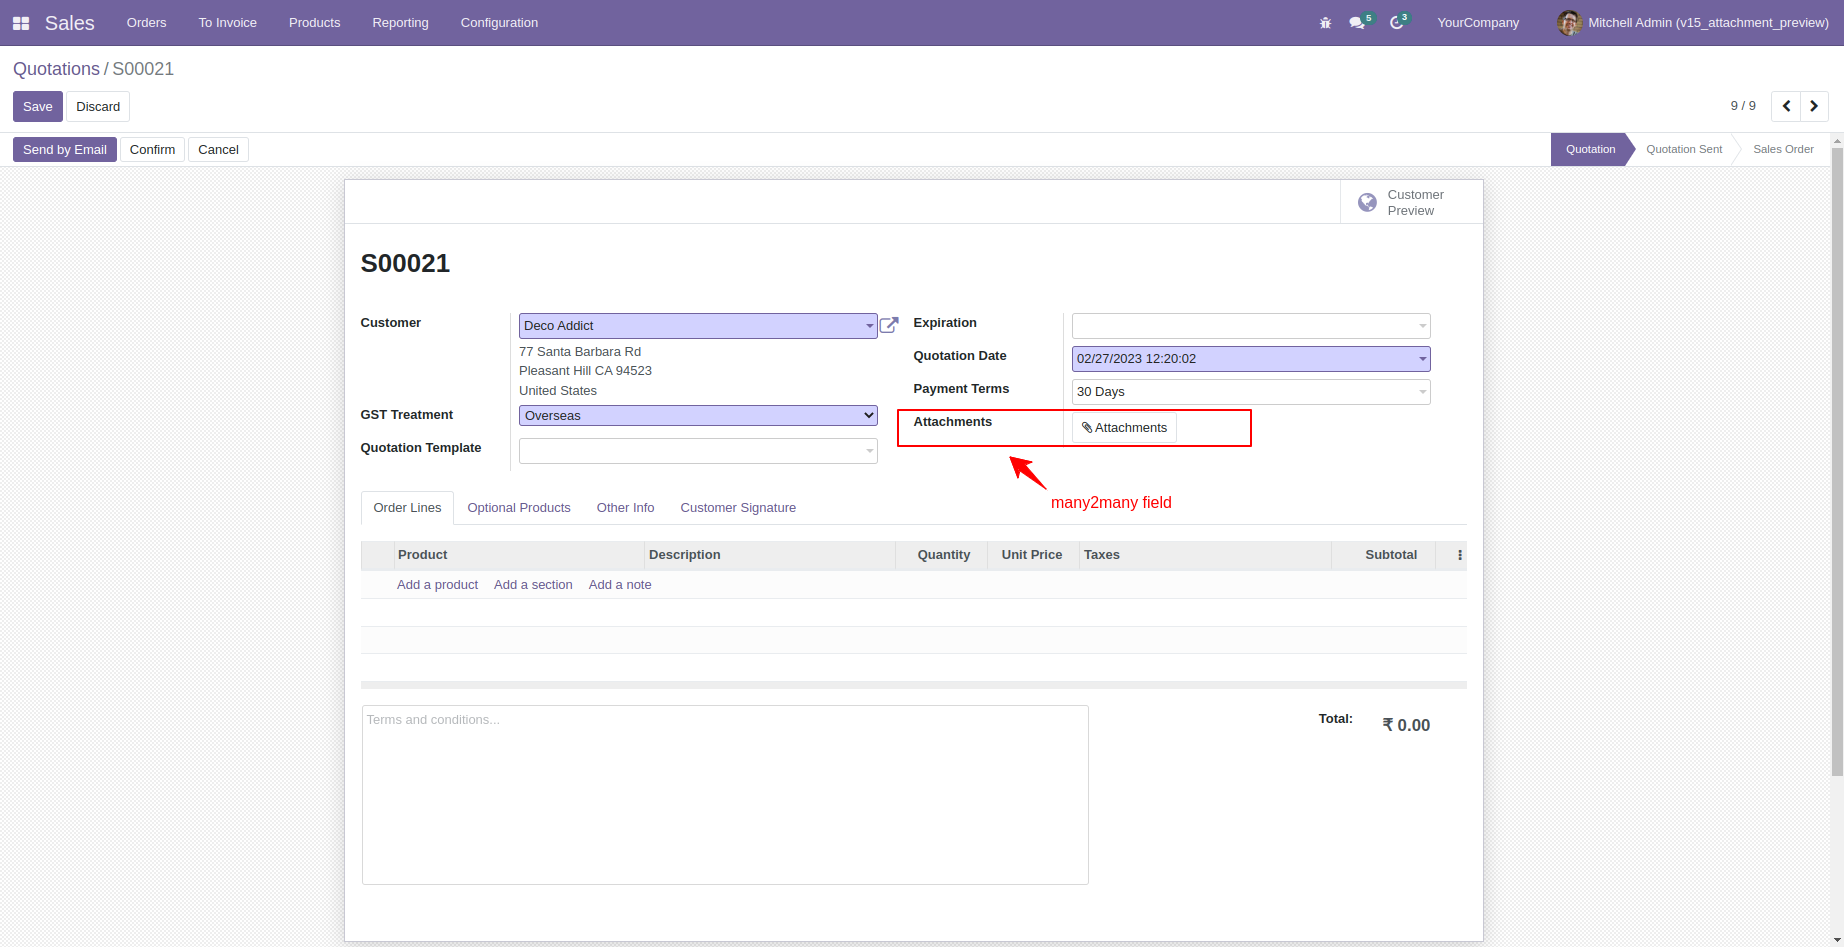 Sales Orders To Invoice Products Reporting Configuration 5 3 YourCompany Mitchell Admin (v15_attachment_preview)
Quotations / S00021
Save Discard 9 / 9
Send by Email Confirm Cancel Quotation Quotation Sent Sales Order
Customer
Preview
S00021
Customer Deco Addict Expiration
77 Santa Barbara Rd
Pleasant Hill CA 94523
United States
Quotation Date 02/27/2023 12:20:02
Payment Terms 30 Days
GST Treatment Overseas Attachments Attachments
Quotation Template
many2many field
Order Lines Optional Products Other Info Customer Signature
Product Description Quantity Unit Price Taxes Subtotal
Add a product Add a section Add a note
Terms and conditions...
Total: ₹ 0.00